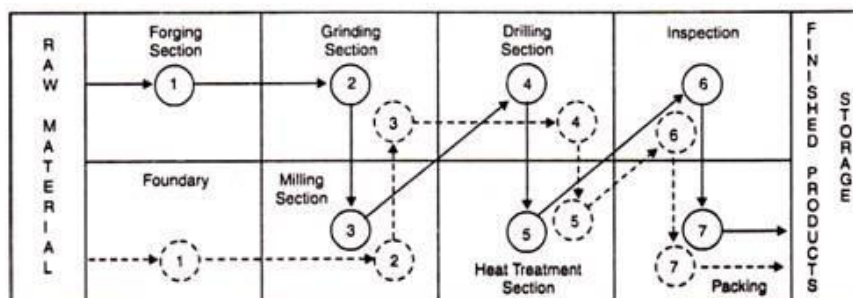 RAW MATERIAL
Forging
Section
Grinding
Section
Drilling
Section
Inspection
FINISHED PRODUCTS
STORAGE
1
2
4
6
3
4
6
Foundary
Milling
Section
3
5
5
7
1
2
7
Heat Treatment
Section
Packing